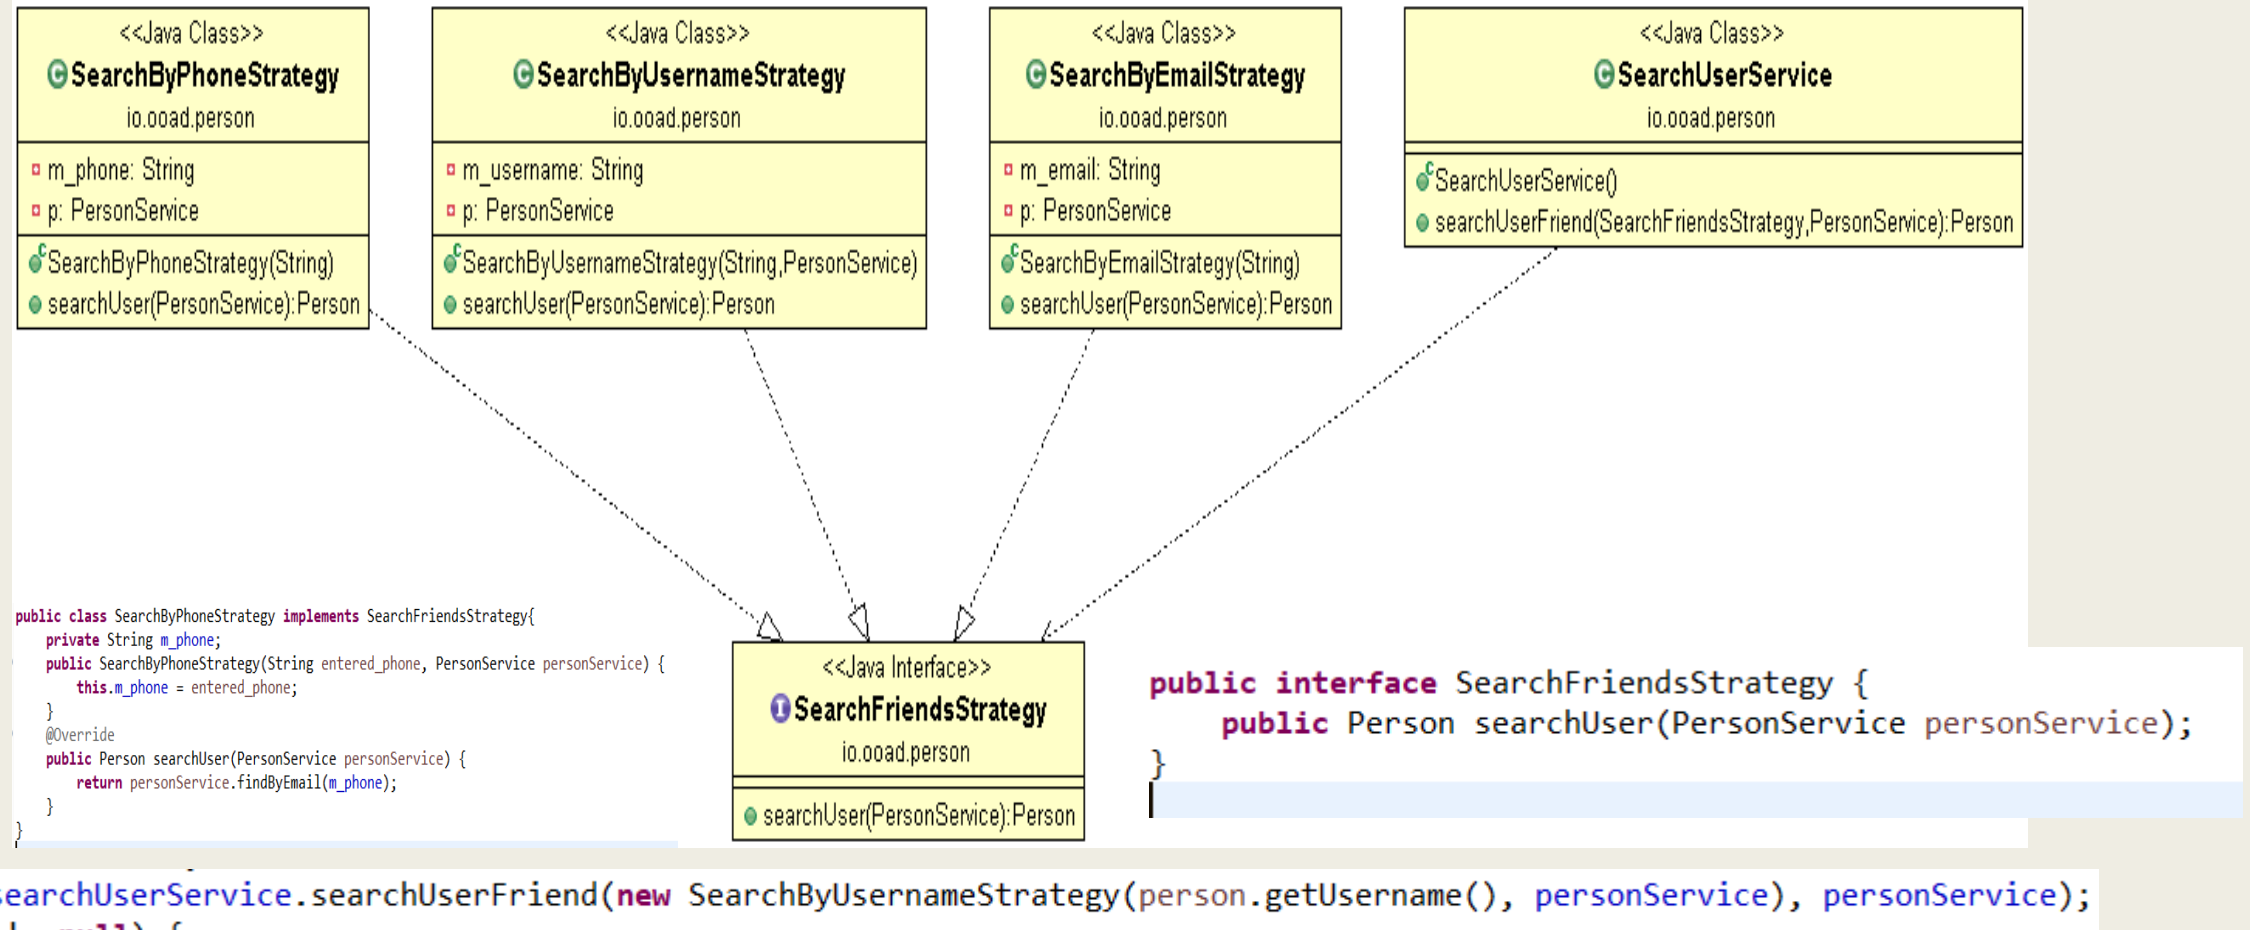 <<Java Class>>
SearchByPhoneStrategy
io.ooad.person
m_phone: String
p: PersonService
SearchByPhoneStrategy(String)
searchUser(PersonService):Person
<<Java Class>>
SearchByUsernameStrategy
io.ooad.person
m_username: String
p: PersonService
SearchByUsernameStrategy(String,PersonService)
searchUser(PersonService):Person
<<Java Class>>
SearchByEmailStrategy
io.ooad.person
m_email: String
p: PersonService
SearchByEmailStrategy(String)
searchUser(PersonService):Person
<<Java Class>>
SearchUserService
io.ooad.person
SearchUserService()
searchUserFriend(SearchFriendsStrategy,PersonService):Person
public class SearchByPhoneStrategy implements SearchFriendsStrategy{
private String m_phone;
public SearchByPhoneStrategy(String entered_phone, PersonService personService) {
this.m_phone = entered_phone;
}
@Override
public Person searchUser(PersonService personService) {
return personService.findByEmail(m_phone);
}
}
<<Java Interface>>
SearchFriendsStrategy
io.ooad.person
searchUser(PersonService):Person
public interface SearchFriendsStrategy {
public Person searchUser(PersonService personService);
}
searchUserService.searchUserFriend(new SearchByUsernameStrategy(person.getUsername(), personService), personService);